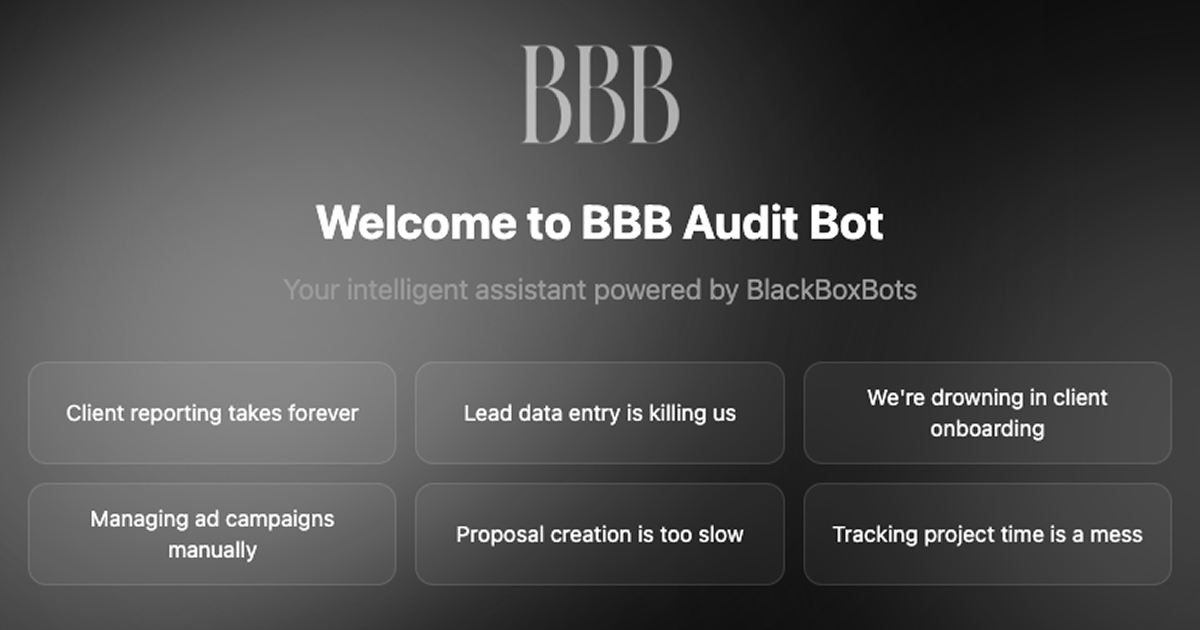 BBB
Welcome to BBB Audit Bot
Your intelligent assistant powered by BlackBoxBots
Client reporting takes forever
Lead data entry is killing us
We're drowning in client
onboarding
Managing ad campaigns
manually
Proposal creation is too slow
Tracking project time is a mess